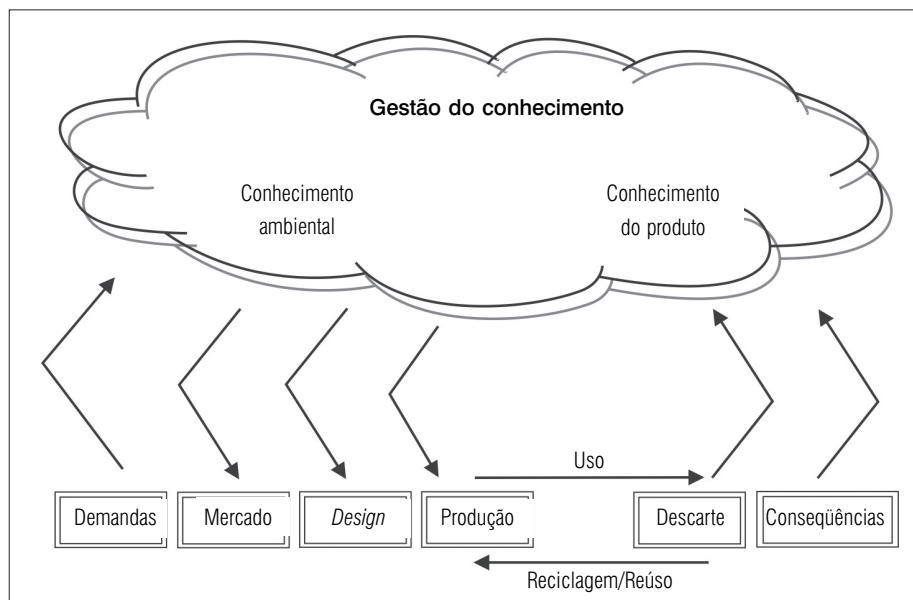 Gestão do conhecimento
Conhecimento
ambiental
Conhecimento
do produto
Uso
Demandas
Mercado
Design
Produção
Descarte
Conseqüências
Reciclagem/Reúso